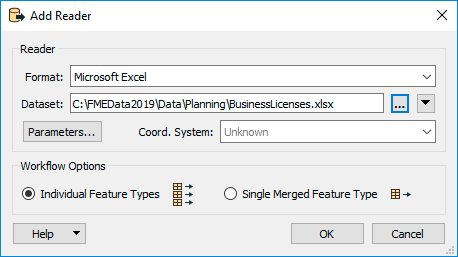 Add Reader
Reader
Format: Microsoft Excel
Dataset: C:\FMEData2019\Data\Planning\BusinessLicenses.xlsx ...
Parameters... Coord. System: Unknown
Workflow Options
Individual Feature Types Single Merged Feature Type
Help OK Cancel